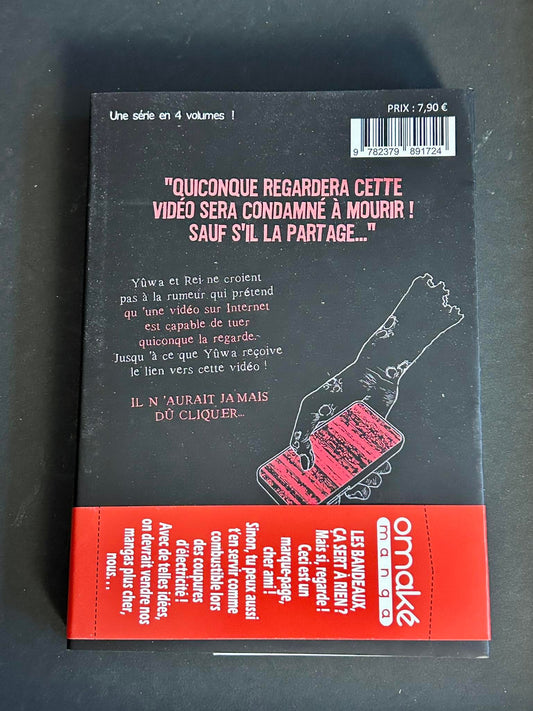 Une série en 4 volumes !
PRIX : 7,90 €
9 782379 891724
"QUICONQUE REGARDERA CETTE
VIDÉO SERA CONDAMNÉ À MOURIR !
SAUF S'IL LA PARTAGE..."
Yûwa et Rei ne croient
pas à la rumeur qui prétend
qu'une vidéo sur Internet
est capable de tuer
quiconque la regarde.
Jusqu'à ce que Yûwa reçoive
le lien vers cette vidéo !
IL N'AURAIT JAMAIS
DÛ CLIQUER...
omaké
manga
LES BANDEAUX,
ÇA SERT À RIEN ?
Mais si, regarde !
Ceci est un
marque-page,
cher ami !
Sinon, tu peux aussi
t'en servir comme
combustible lors
des coupures
d'électricité !
Avec de telles idées,
on devrait vendre nos
mangas plus cher,
nous...